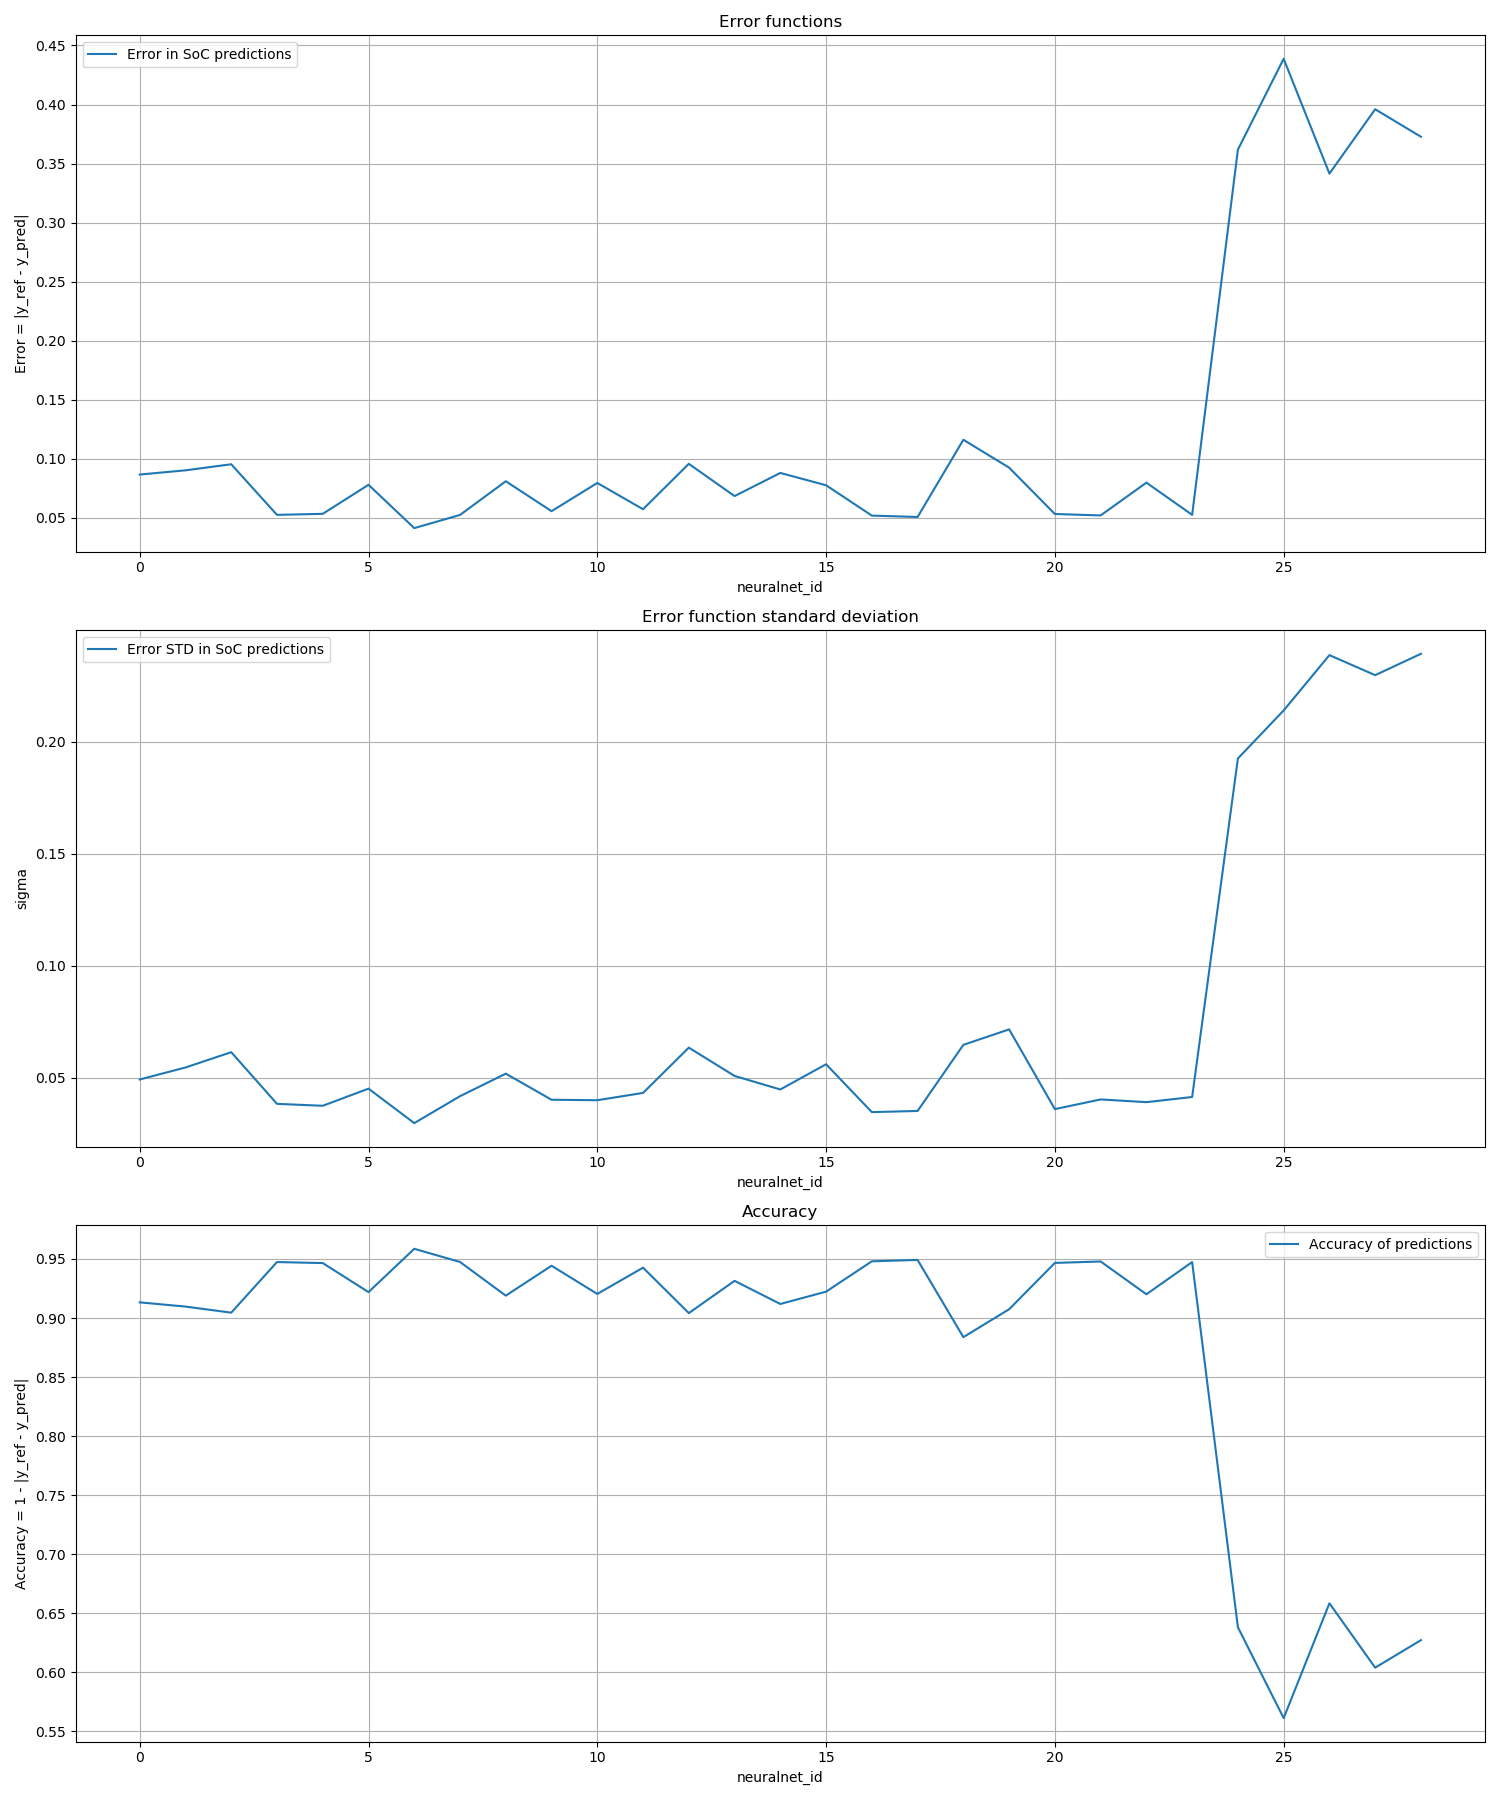 Error functions
Error in SoC predictions
0.45
0.40
0.35
0.30
0.25
0.20
0.15
0.10
0.05
Error = |y_ref - y_pred|
0 5 10 15 20 25
neuralnet_id
Error function standard deviation
Error STD in SoC predictions
0.20
0.15
0.10
0.05
sigma
0 5 10 15 20 25
neuralnet_id
Accuracy
Accuracy of predictions
0.95
0.90
0.85
0.80
0.75
0.70
0.65
0.60
0.55
Accuracy = 1 - |y_ref - y_pred|
0 5 10 15 20 25
neuralnet_id